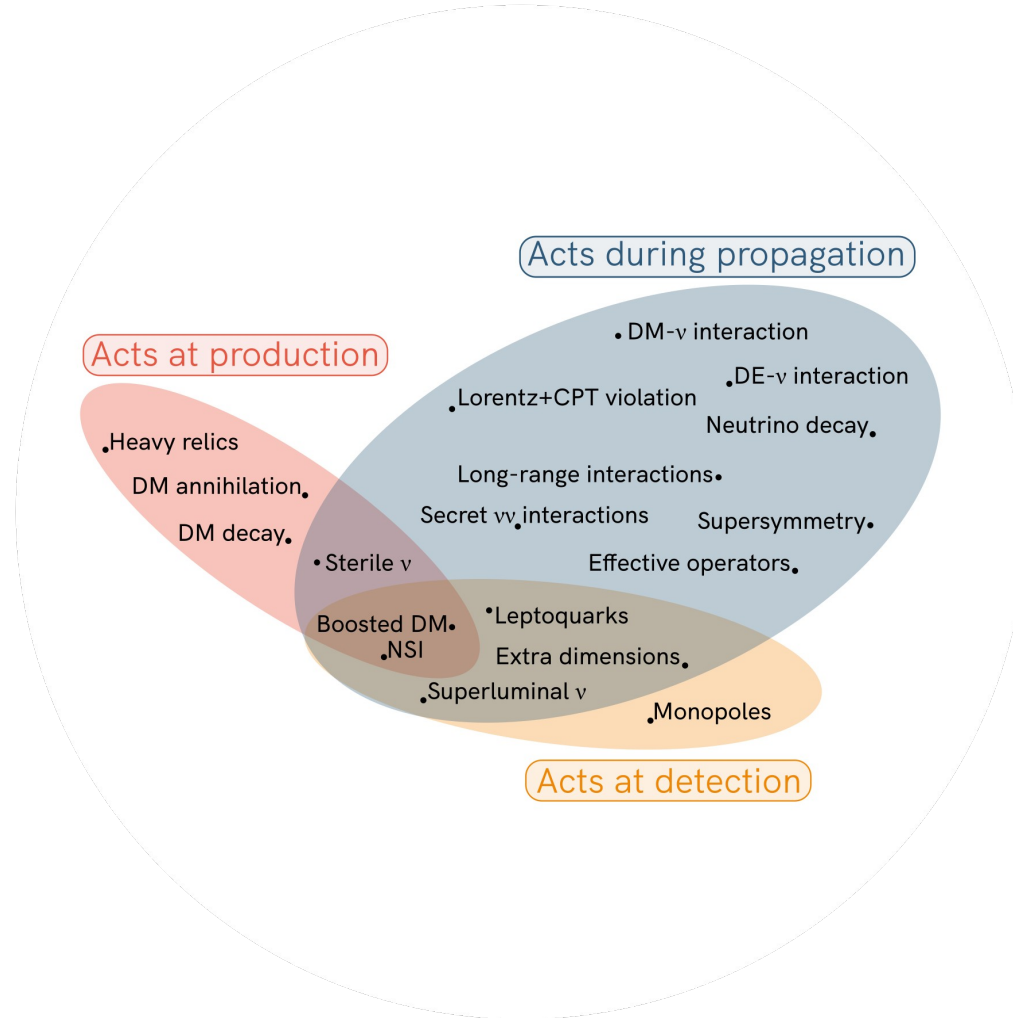 Acts during propagation
DM-ν interaction
Acts at production
DE-ν interaction
Lorentz+CPT violation
Neutrino decay
Heavy relics
Long-range interactions
DM annihilation
Secret νν interactions
Supersymmetry
DM decay
Sterile ν
Effective operators
Leptoquarks
Boosted DM
NSI
Extra dimensions
Superluminal ν
Monopoles
Acts at detection